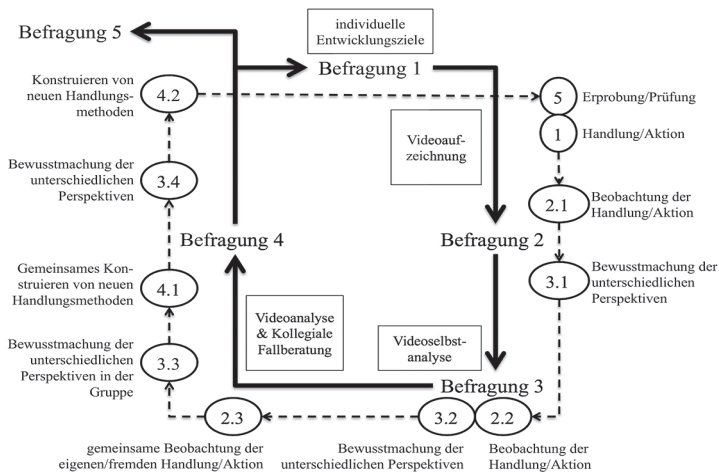 individuelle
Entwicklungsziele
Befragung 5
Befragung 1
Konstruieren von
neuen Handlungs-
methoden
4.2
5
Erprobung/Prüfung
1
Handlung/Aktion
Videoauf-
zeichnung
Bewusstmachung der
unterschiedlichen
Perspektiven
3.4
2.1
Beobachtung der
Handlung/Aktion
Befragung 4
Befragung 2
Gemeinsames Kon-
struieren von neuen
Handlungsmethoden
4.1
3.1
Bewusstmachung der
unterschiedlichen
Perspektiven
Videoanalyse
& Kollegiale
Fallberatung
Videoselbst-
analyse
Bewusstmachung der
unterschiedlichen
Perspektiven in der
Gruppe
3.3
Befragung 3
2.3
3.2
2.2
gemeinsame Beobachtung der
eigenen/fremden Handlung/Aktion
Bewusstmachung der
unterschiedlichen Perspektiven
Beobachtung der
Handlung/Aktion